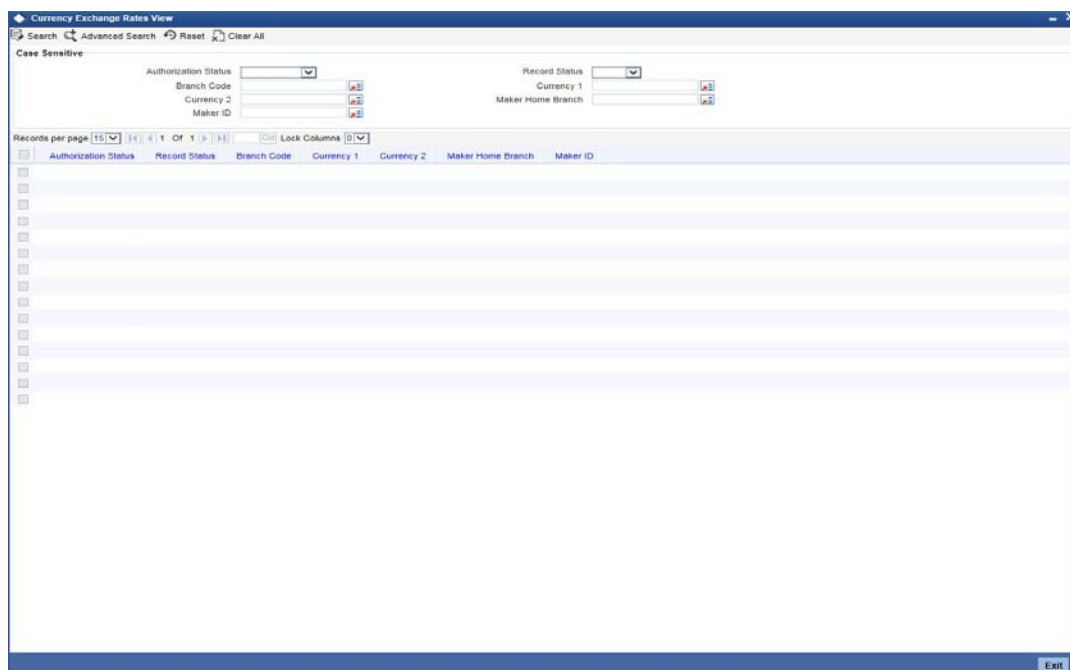 Currency Exchange Rates View
Search Advanced Search Reset Clear All
Case Sensitive
Authorization Status Record Status
Branch Code Currency 1
Currency 2 Maker Home Branch
Maker ID
Records per page 15 1 Of 1 Go Lock Columns 0
Authorization Status Record Status Branch Code Currency 1 Currency 2 Maker Home Branch Maker ID
Exit